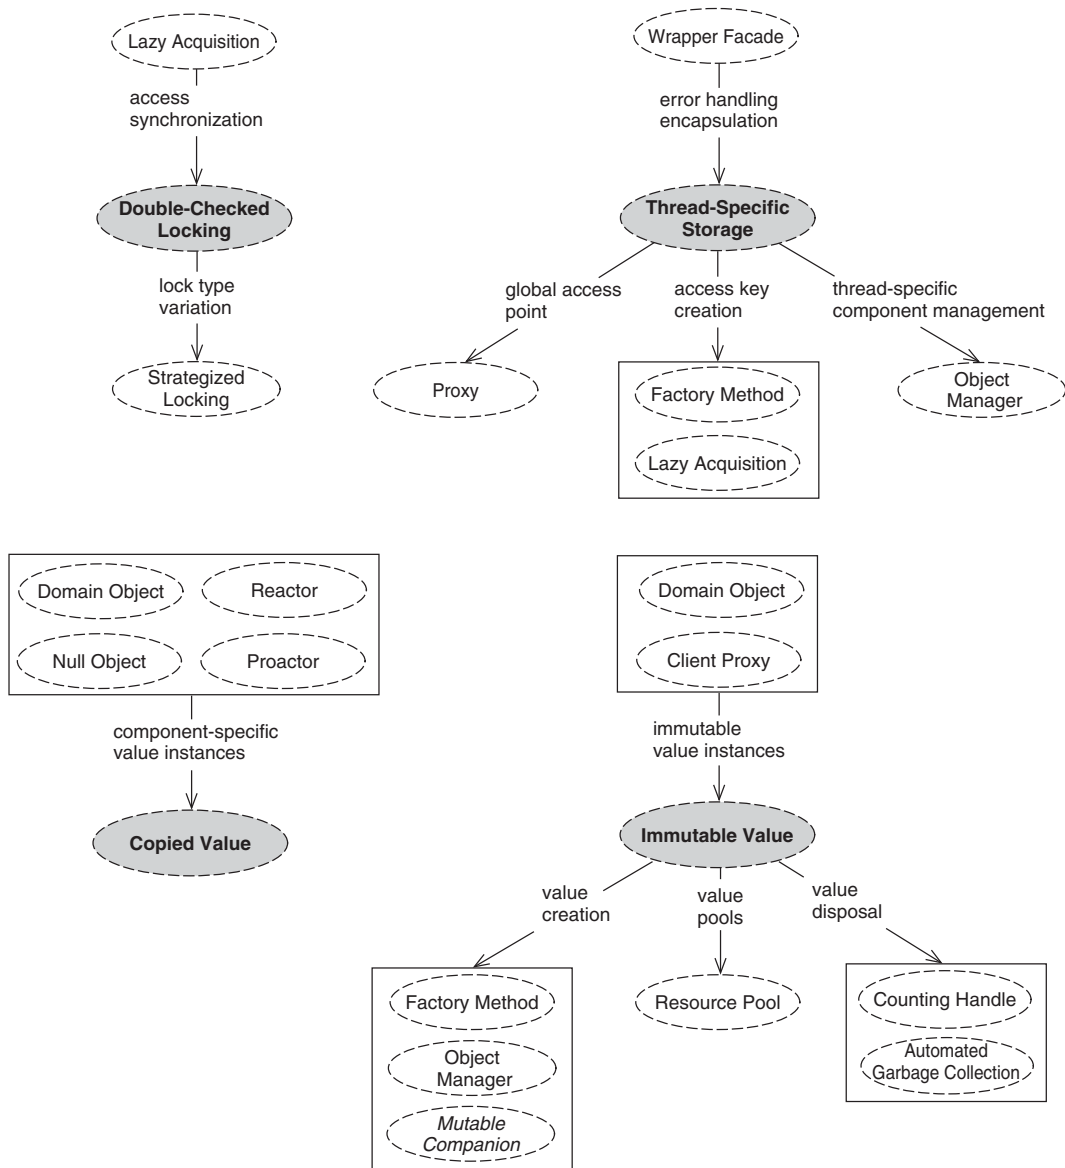 Lazy Acquisition
access
synchronization
Double-Checked
Locking
lock type
variation
Strategized
Locking
Wrapper Facade
error handling
encapsulation
Thread-Specific
Storage
global access
point
access key
creation
thread-specific
component management
Proxy
Factory Method
Lazy Acquisition
Object
Manager
Domain Object
Reactor
Null Object
Proactor
component-specific
value instances
Copied Value
Domain Object
Client Proxy
immutable
value instances
Immutable Value
value
creation
value
pools
value
disposal
Factory Method
Object
Manager
Mutable
Companion
Resource Pool
Counting Handle
Automated
Garbage Collection